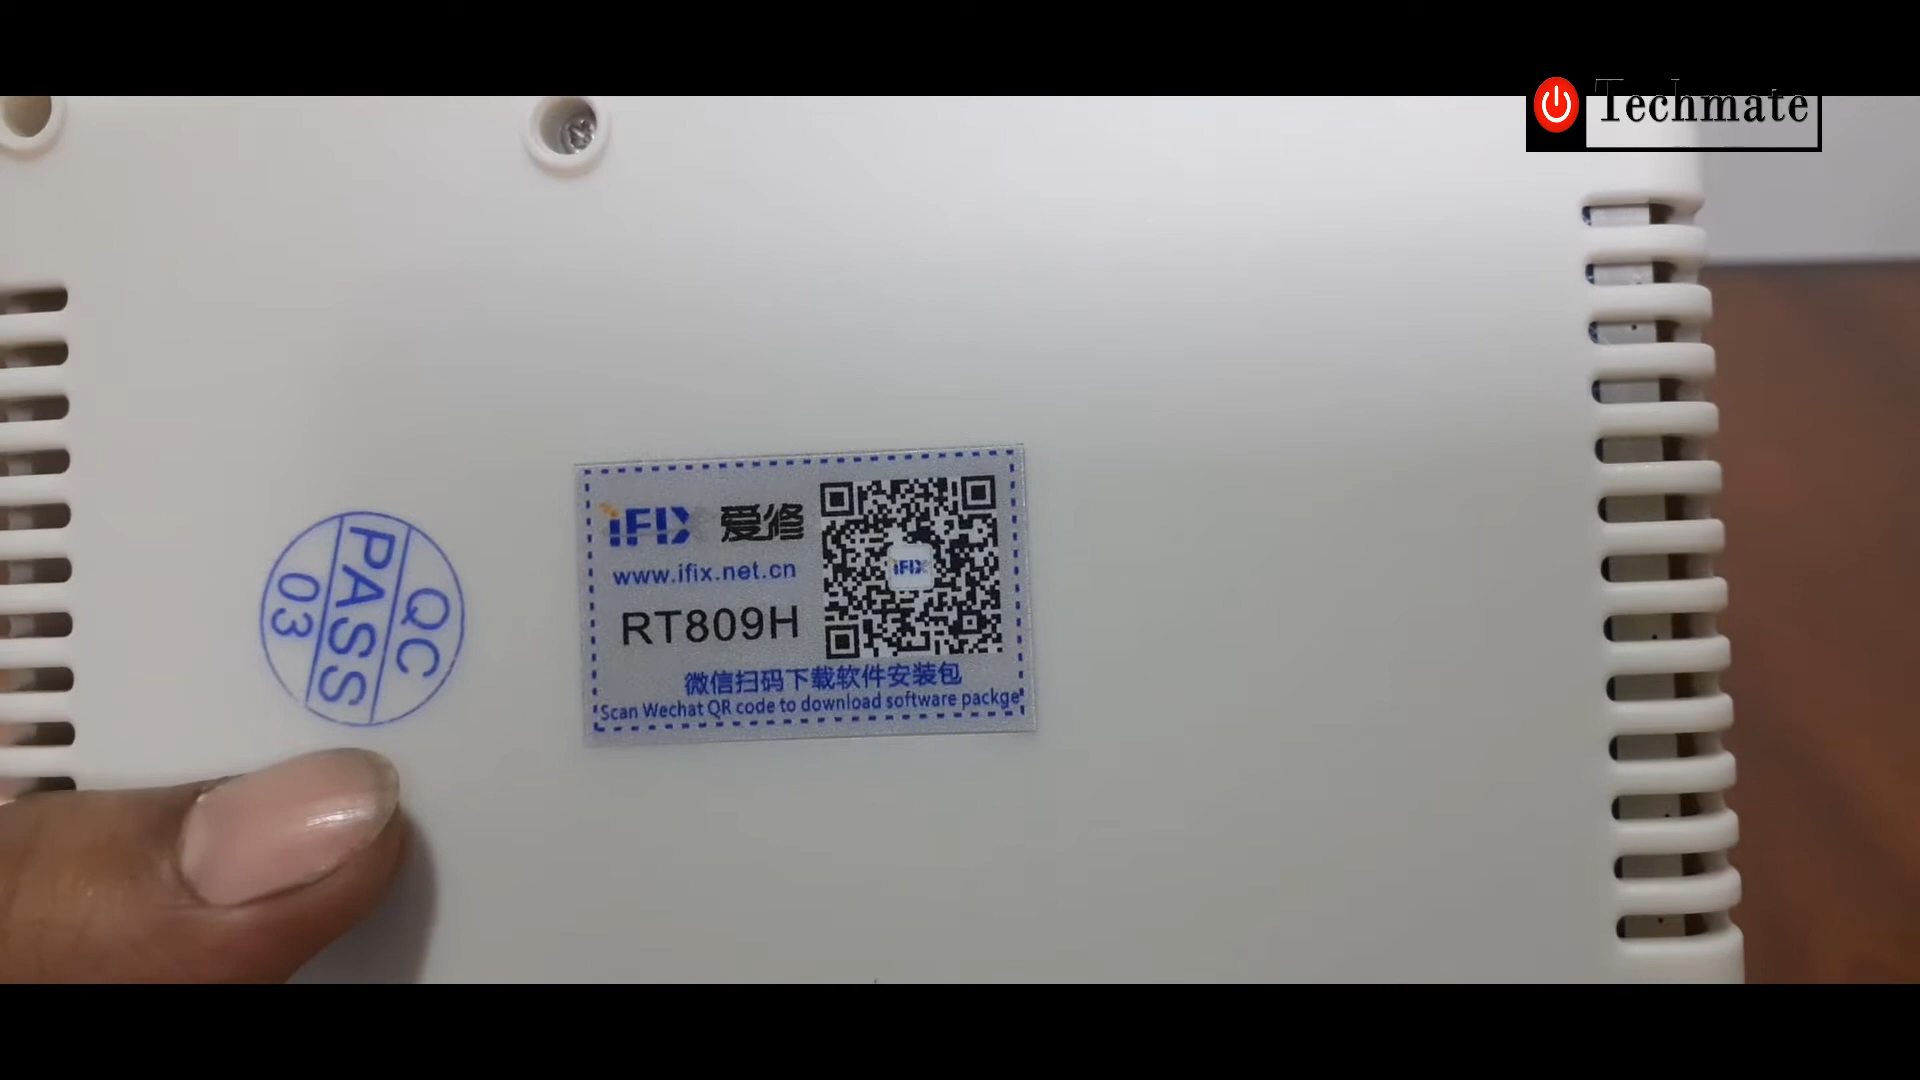 Techmate
iFIX 爱修
www.ifix.net.cn
RT809H
iFIX
微信扫码下载软件安装包
Scan Wechat QR code to download software packge
QC
PASS
03